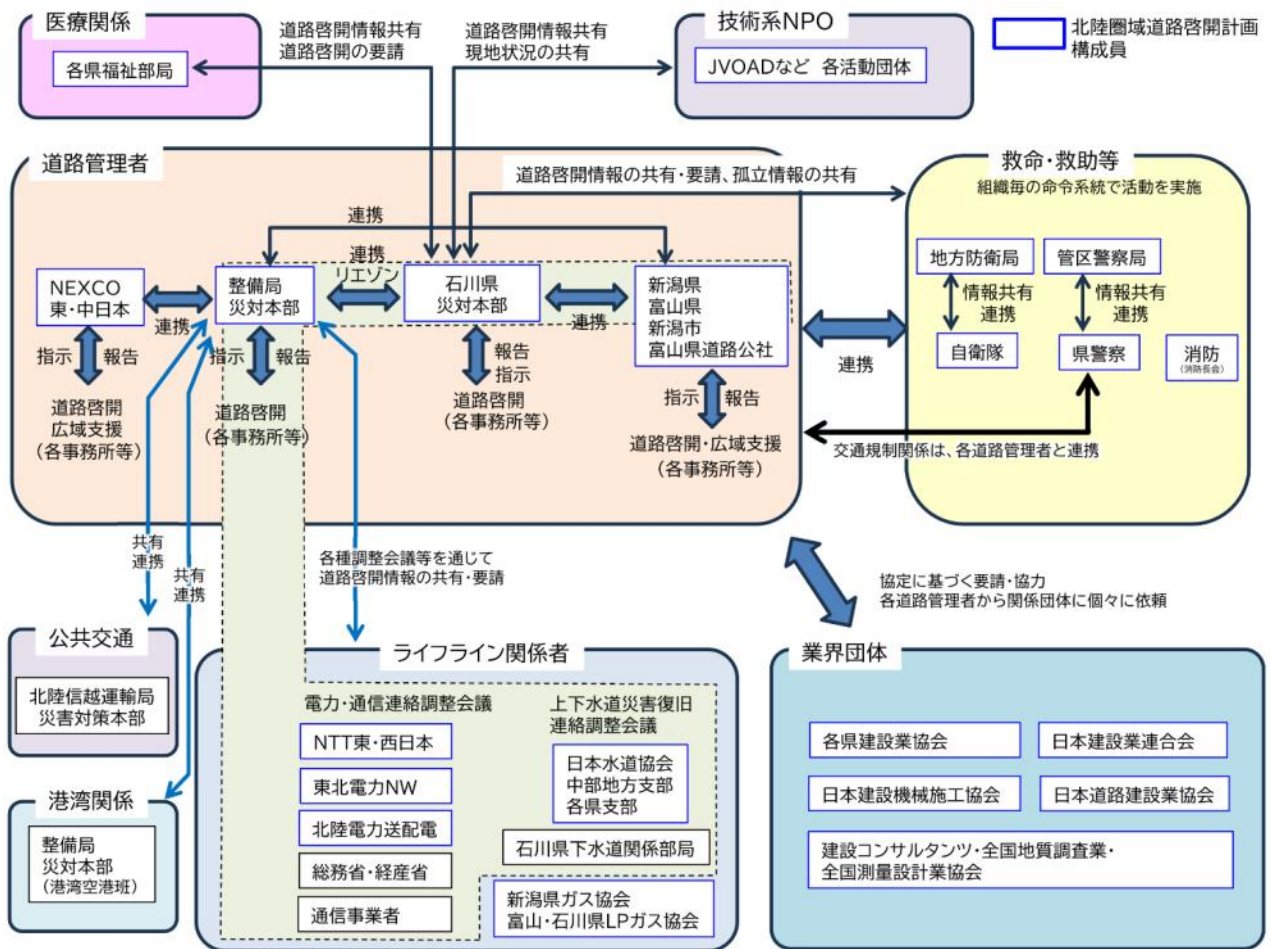 医療関係
各県福祉部局
道路啓開情報共有
道路啓開の要請
道路啓開情報共有
現地状況の共有
技術系NPO
JVOADなど 各活動団体
北陸圏域道路啓開計画
構成員
道路管理者
道路啓開情報の共有・要請、孤立情報の共有
連携
NEXCO
東・中日本
連携
整備局
災対本部
連携
リエゾン
石川県
災対本部
連携
新潟県
富山県
新潟市
富山県道路公社
指示
報告
道路啓開
広域支援
(各事務所等)
指示
報告
道路啓開
(各事務所等)
報告
指示
道路啓開
(各事務所等)
指示
報告
道路啓開・広域支援
(各事務所等)
連携
救命・救助等
組織毎の命令系統で活動を実施
地方防衛局
管区警察局
情報共有
連携
情報共有
連携
自衛隊
県警察
消防
(消防長会)
交通規制関係は、各道路管理者と連携
共有
連携
共有
連携
各種調整会議等を通じて
道路啓開情報の共有・要請
協定に基づく要請・協力
各道路管理者から関係団体に個々に依頼
公共交通
北陸信越運輸局
災害対策本部
港湾関係
整備局
災対本部
(港湾空港班)
ライフライン関係者
電力・通信連絡調整会議
NTT東・西日本
東北電力NW
北陸電力送配電
総務省・経産省
通信事業者
上下水道災害復旧
連絡調整会議
日本水道協会
中部地方支部
各県支部
石川県下水道関係部局
新潟県ガス協会
富山・石川県LPガス協会
業界団体
各県建設業協会
日本建設業連合会
日本建設機械施工協会
日本道路建設業協会
建設コンサルタンツ・全国地質調査業・
全国測量設計業協会